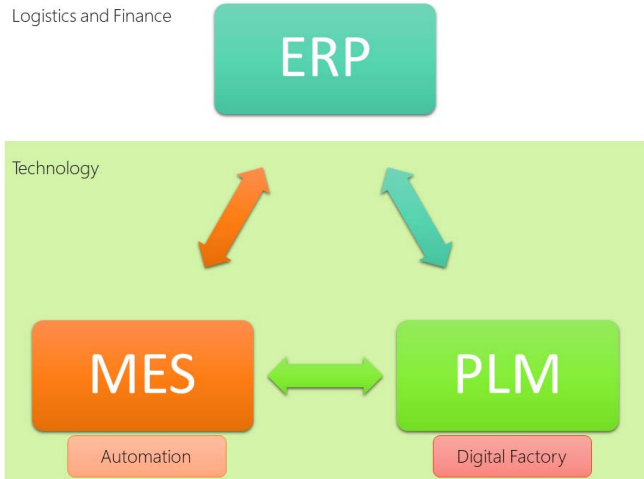 Logistics and Finance
ERP
Technology
MES
PLM
Automation
Digital Factory